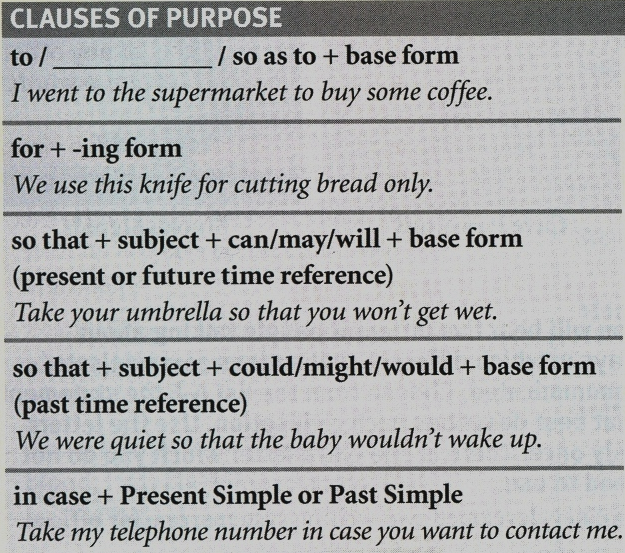 CLAUSES OF PURPOSE
to / ____________ / so as to + base form
I went to the supermarket to buy some coffee.
for + -ing form
We use this knife for cutting bread only.
so that + subject + can/may/will + base form
(present or future time reference)
Take your umbrella so that you won't get wet.
so that + subject + could/might/would + base form
(past time reference)
We were quiet so that the baby wouldn't wake up.
in case + Present Simple or Past Simple
Take my telephone number in case you want to contact me.